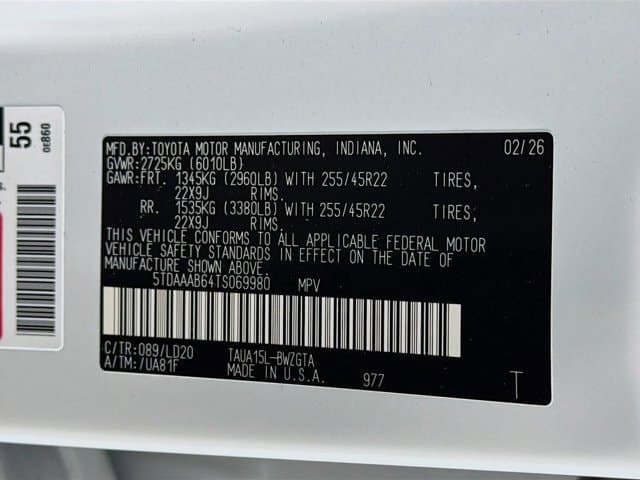 55
OE860
MFD.BY:TOYOTA MOTOR MANUFACTURING, INDIANA, INC. 02/26
GVWR:2725KG (6010LB)
GAWR:FRT. 1345KG (2960LB) WITH 255/45R22 TIRES,
22X9J RIMS.
RR. 1535KG (3380LB) WITH 255/45R22 TIRES,
22X9J RIMS.
THIS VEHICLE CONFORMS TO ALL APPLICABLE FEDERAL MOTOR
VEHICLE SAFETY STANDARDS IN EFFECT ON THE DATE OF
MANUFACTURE SHOWN ABOVE.
5TDAAAB64TS069980 MPV
C/TR:089/LD20 TAUA15L-BWZGTA
A/TM:/UA81F MADE IN U.S.A. 977 T